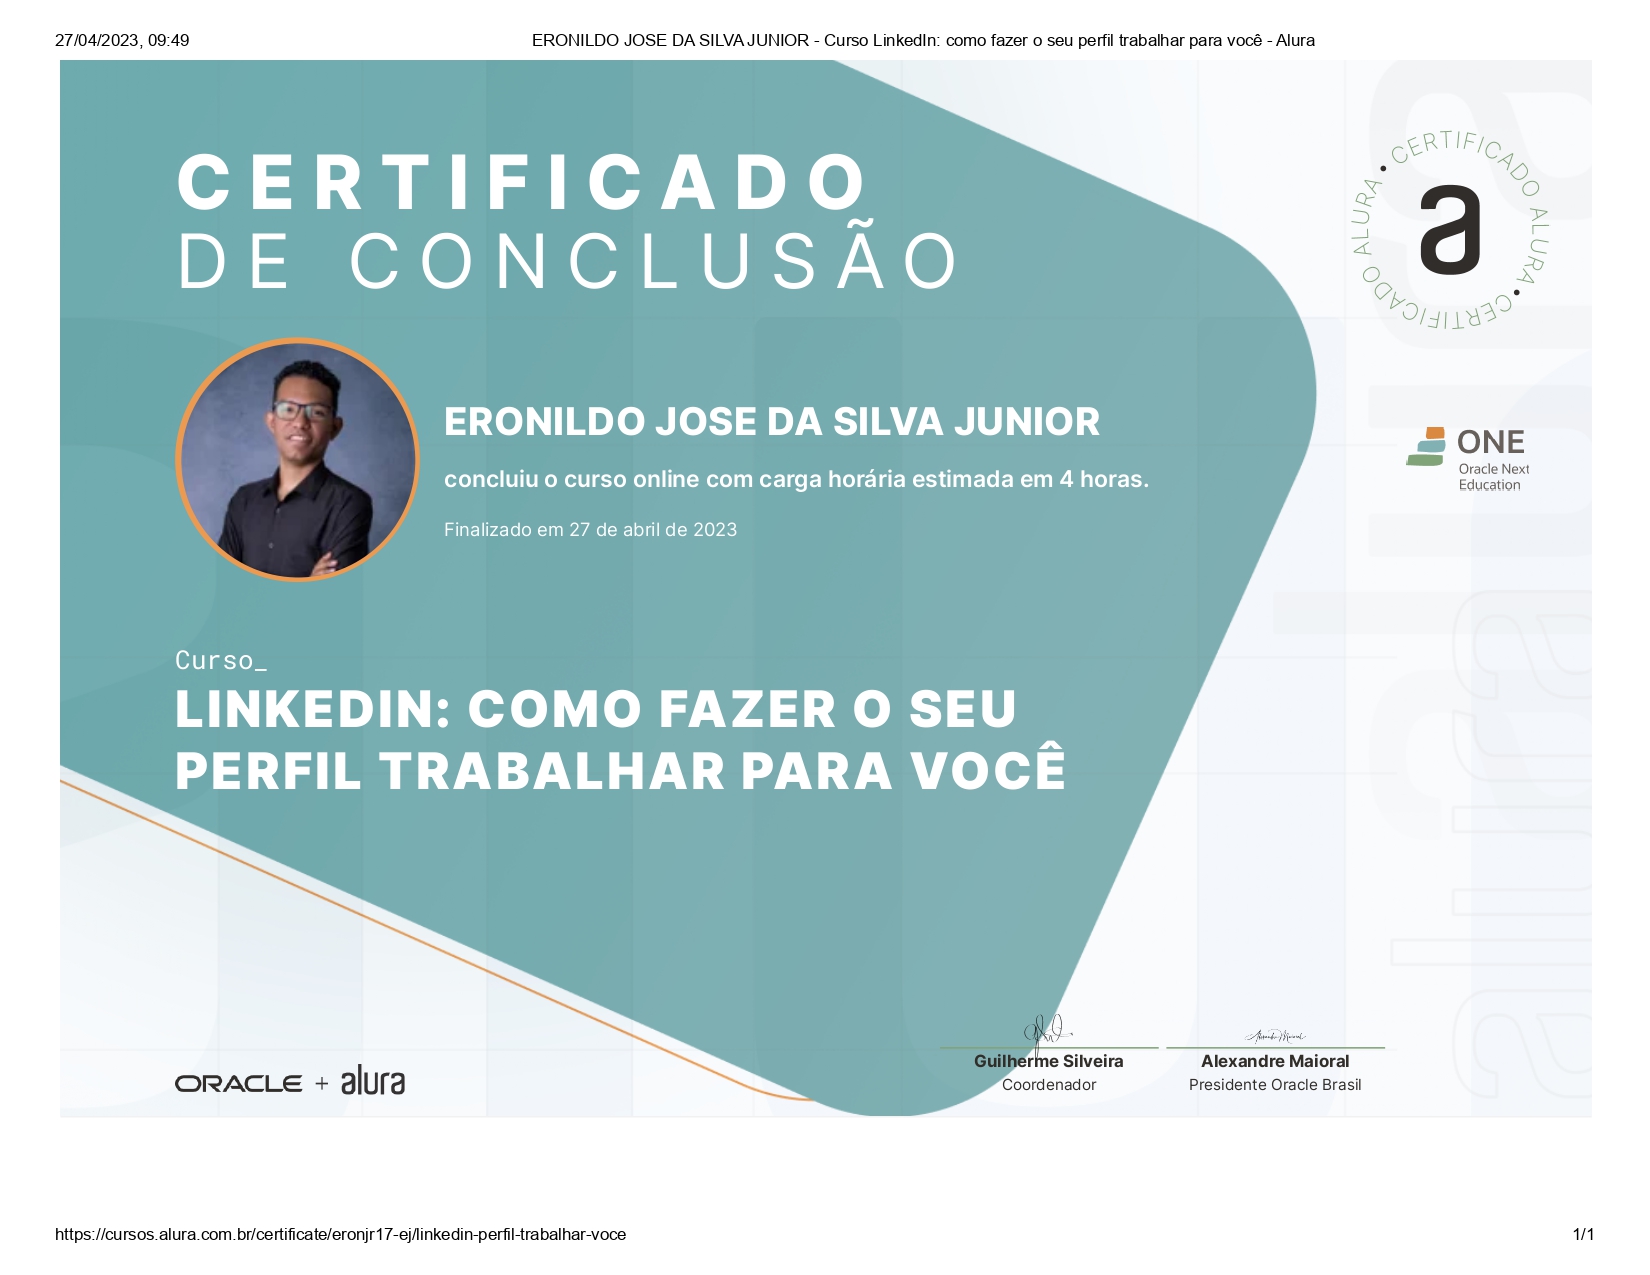 27/04/2023, 09:49
ERONILDO JOSE DA SILVA JUNIOR - Curso LinkedIn: como fazer o seu perfil trabalhar para você - Alura
CERTIFICADO
DE CONCLUSÃO
CERTIFICADO ALURA • CERTIFICADO ALURA •
a
ERONILDO JOSE DA SILVA JUNIOR
concluiu o curso online com carga horária estimada em 4 horas.
Finalizado em 27 de abril de 2023
ONE
Oracle Next
Education
Curso_
LINKEDIN: COMO FAZER O SEU
PERFIL TRABALHAR PARA VOCÊ
alura
Guilherme Silveira
Coordenador
Alexandre Maioral
Presidente Oracle Brasil
ORACLE + alura
https://cursos.alura.com.br/certificate/eronjr17-ej/linkedin-perfil-trabalhar-voce
1/1